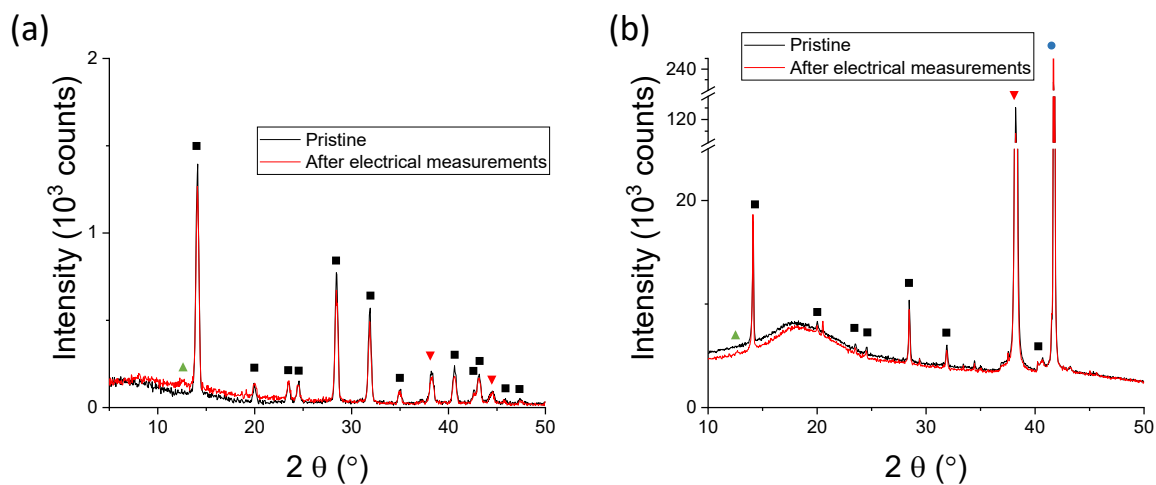 (a)
Intensity (10³ counts)
2
1
0
Pristine
After electrical measurements
10 20 30 40 50
2 θ (°)
(b)
Intensity (10³ counts)
240
120
20
0
Pristine
After electrical measurements
10 20 30 40 50
2 θ (°)